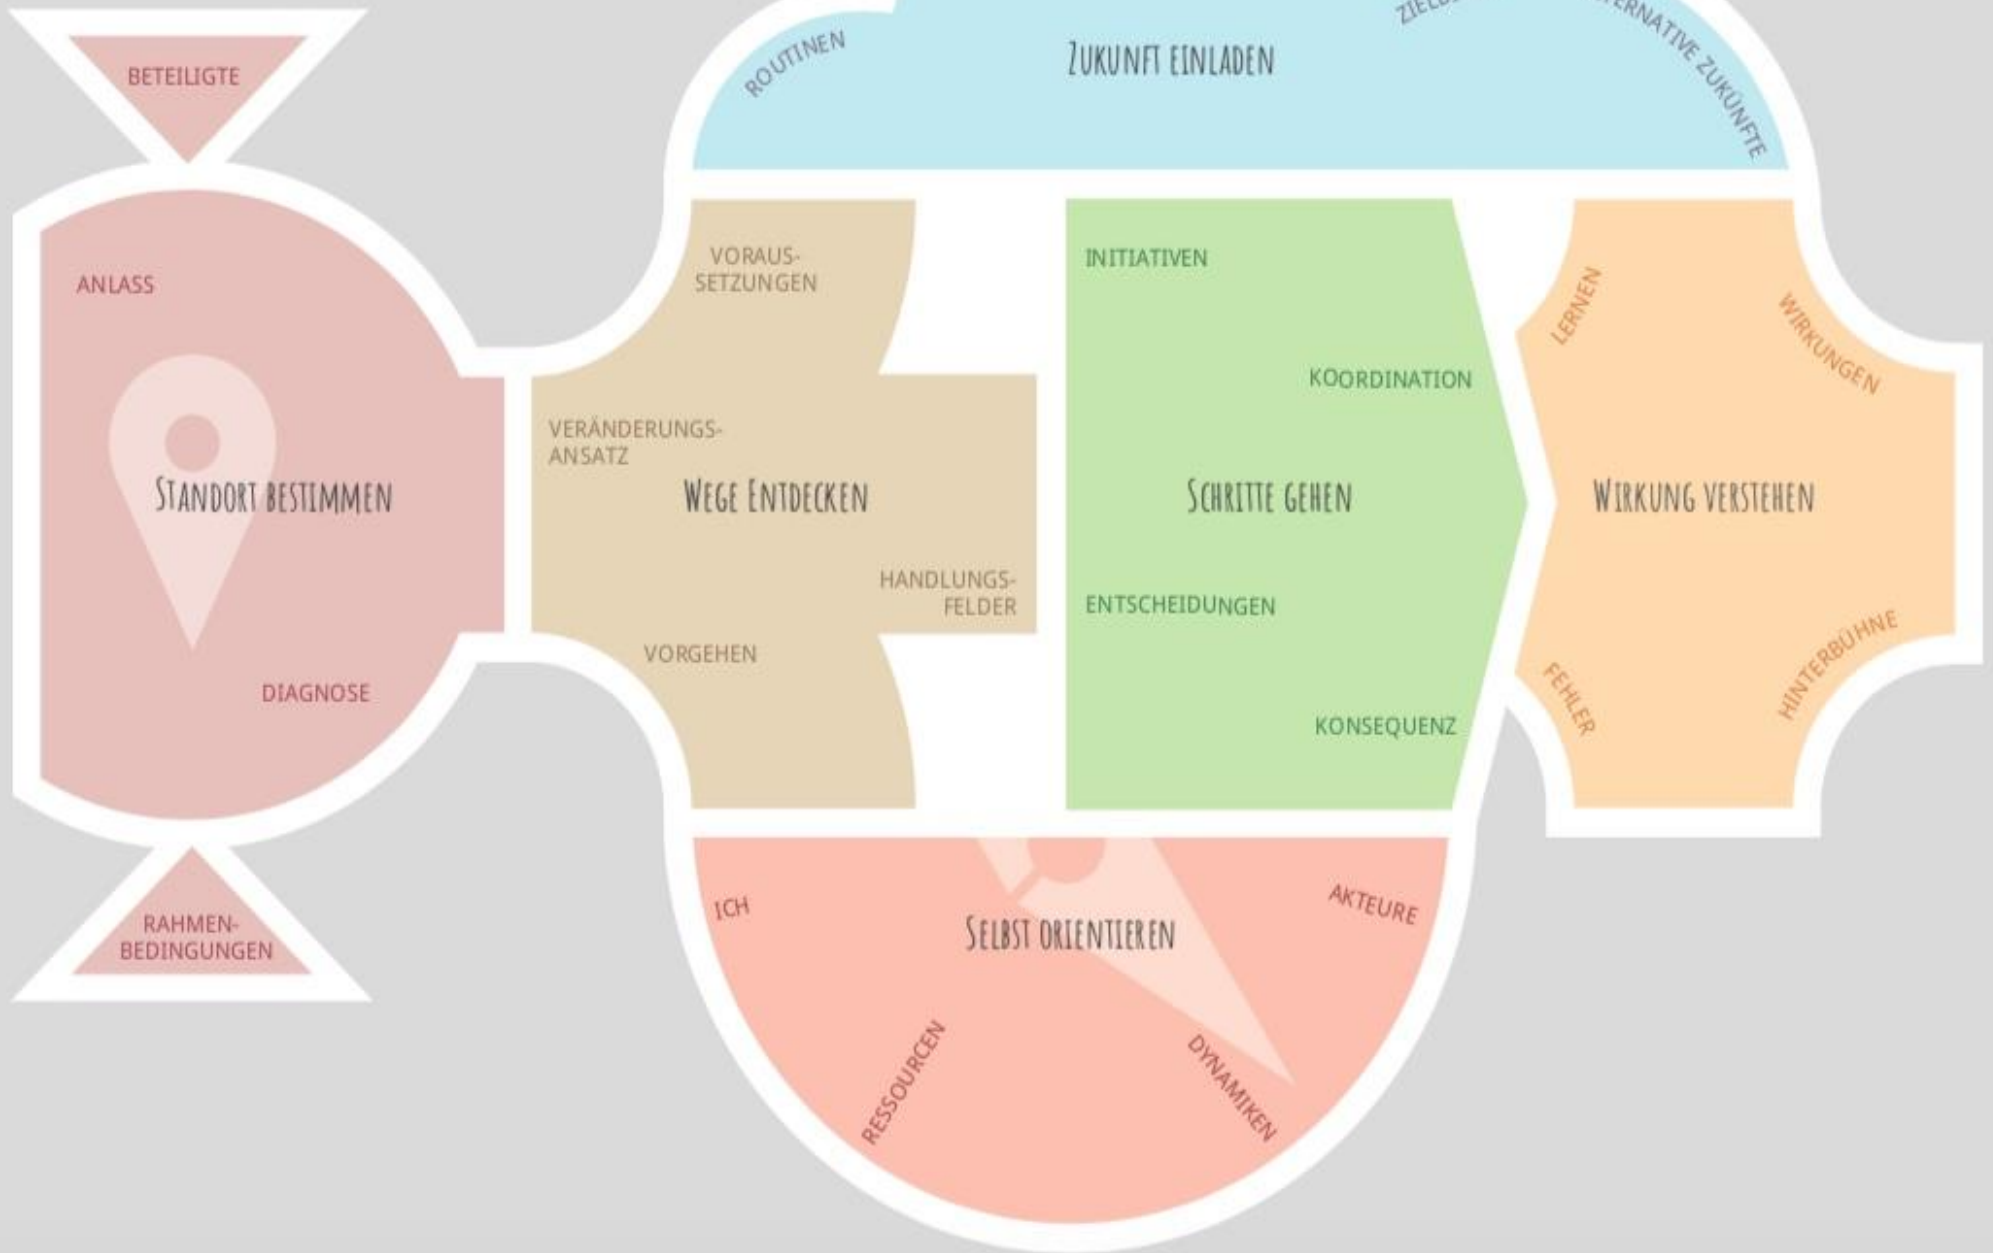 BETEILIGTE
ROUTINEN
ZUKUNFT EINLADEN
ZUKÜNFTE
ANLASS
STANDORT BESTIMMEN
DIAGNOSE
RAHMEN-
BEDINGUNGEN
VORAUS-
SETZUNGEN
VERÄNDERUNGS-
ANSATZ
WEGE ENTDECKEN
HANDLUNGS-
FELDER
VORGEHEN
INITIATIVEN
KOORDINATION
SCHRITTE GEHEN
ENTSCHEIDUNGEN
KONSEQUENZ
LERNEN
WIRKUNGEN
WIRKUNG VERSTEHEN
FEHLER
HINTERBÜHNE
ICH
AKTEURE
SELBST ORIENTIEREN
RESSOURCEN
DYNAMIKEN